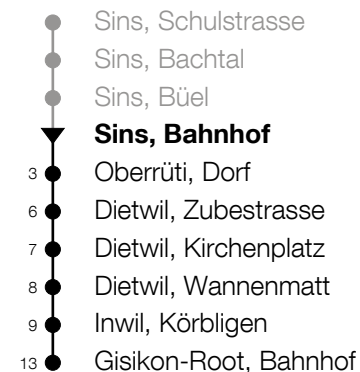 Sins, Schulstrasse
Sins, Bachtal
Sins, Büel
Sins, Bahnhof
3 Oberrüti, Dorf
6 Dietwil, Zubestrasse
7 Dietwil, Kirchenplatz
8 Dietwil, Wannenmatt
9 Inwil, Körbligen
13 Gisikon-Root, Bahnhof